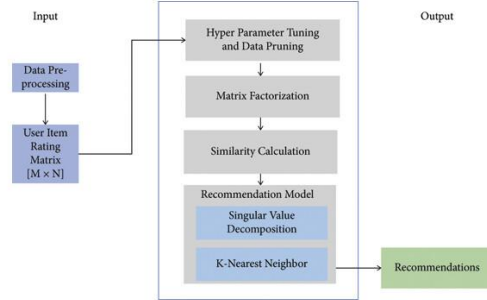 Input
Output
Data Pre-
processing
User Item
Rating
Matrix
[M × N]
Hyper Parameter Tuning
and Data Pruning
Matrix Factorization
Similarity Calculation
Recommendation Model
Singular Value
Decomposition
K-Nearest Neighbor
Recommendations